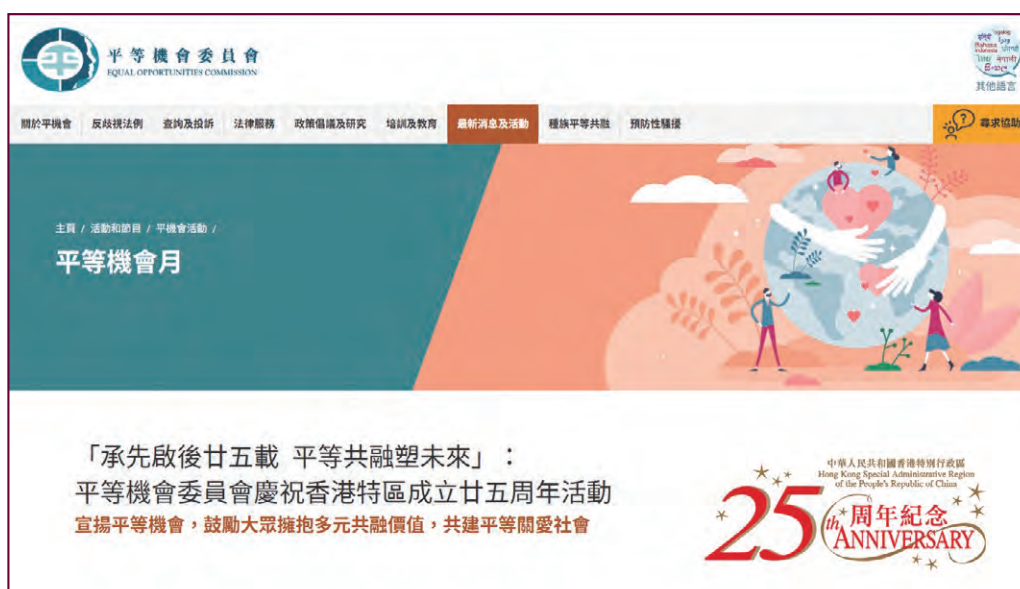 平等機會委員會
EQUAL OPPORTUNITIES COMMISSION
其他語言
關於平機會 反歧視法例 查詢及投訴 法律服務 政策倡議及研究 培訓及教育 最新消息及活動 種族平等共融 預防性騷擾 尋求協助
主頁 / 活動和節目 / 平機會活動 /
平等機會月
「承先啟後廿五載 平等共融塑未來」：
平等機會委員會慶祝香港特區成立廿五周年活動
宣揚平等機會，鼓勵大眾擁抱多元共融價值，共建平等關愛社會
中華人民共和國香港特別行政區
Hong Kong Special Administrative Region
of the People's Republic of China
25th 周年紀念
ANNIVERSARY